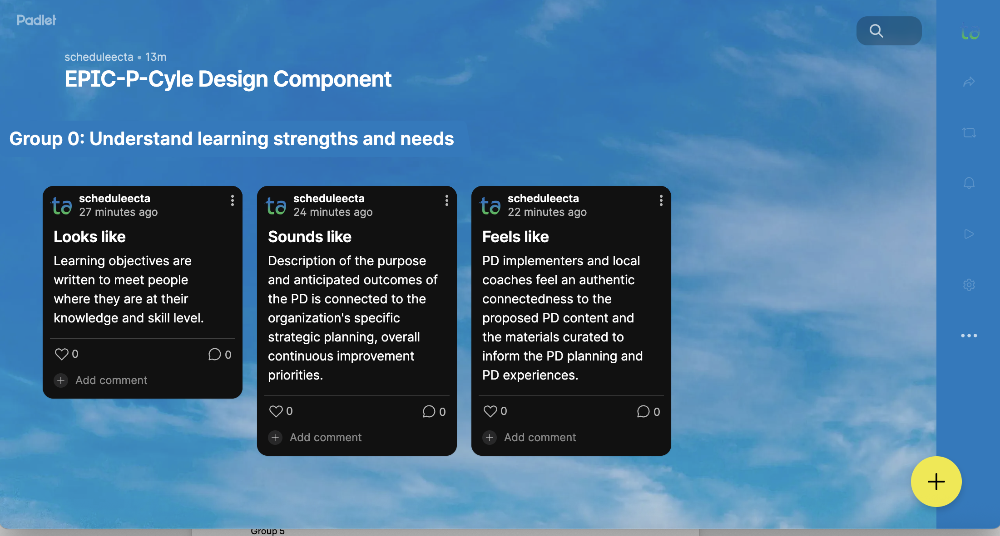 Padlet
scheduleecta • 13m
EPIC-P-Cyle Design Component
Group 0: Understand learning strengths and needs
ta
scheduleecta
27 minutes ago
Looks like
Learning objectives are
written to meet people
where they are at their
knowledge and skill level.
0
0
Add comment
ta
scheduleecta
24 minutes ago
Sounds like
Description of the purpose
and anticipated outcomes of
the PD is connected to the
organization's specific
strategic planning, overall
continuous improvement
priorities.
0
0
Add comment
ta
scheduleecta
22 minutes ago
Feels like
PD implementers and local
coaches feel an authentic
connectedness to the
proposed PD content and
the materials curated to
inform the PD planning and
PD experiences.
0
0
Add comment
ta
Group 5